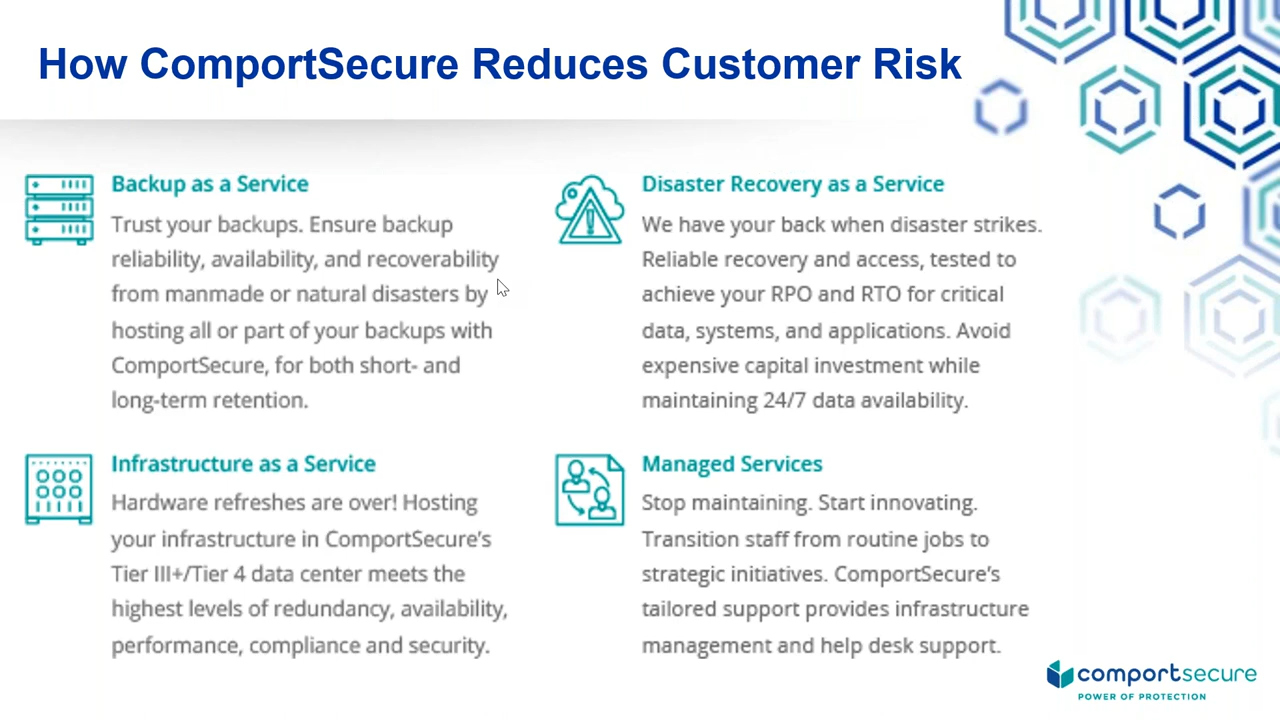 How ComportSecure Reduces Customer Risk
Backup as a Service
Trust your backups. Ensure backup
reliability, availability, and recoverability
from manmade or natural disasters by
hosting all or part of your backups with
ComportSecure, for both short- and
long-term retention.
Disaster Recovery as a Service
We have your back when disaster strikes.
Reliable recovery and access, tested to
achieve your RPO and RTO for critical
data, systems, and applications. Avoid
expensive capital investment while
maintaining 24/7 data availability.
Infrastructure as a Service
Hardware refreshes are over! Hosting
your infrastructure in ComportSecure's
Tier III+/Tier 4 data center meets the
highest levels of redundancy, availability,
performance, compliance and security.
Managed Services
Stop maintaining. Start innovating.
Transition staff from routine jobs to
strategic initiatives. ComportSecure's
tailored support provides infrastructure
management and help desk support.
comportsecure
POWER OF PROTECTION